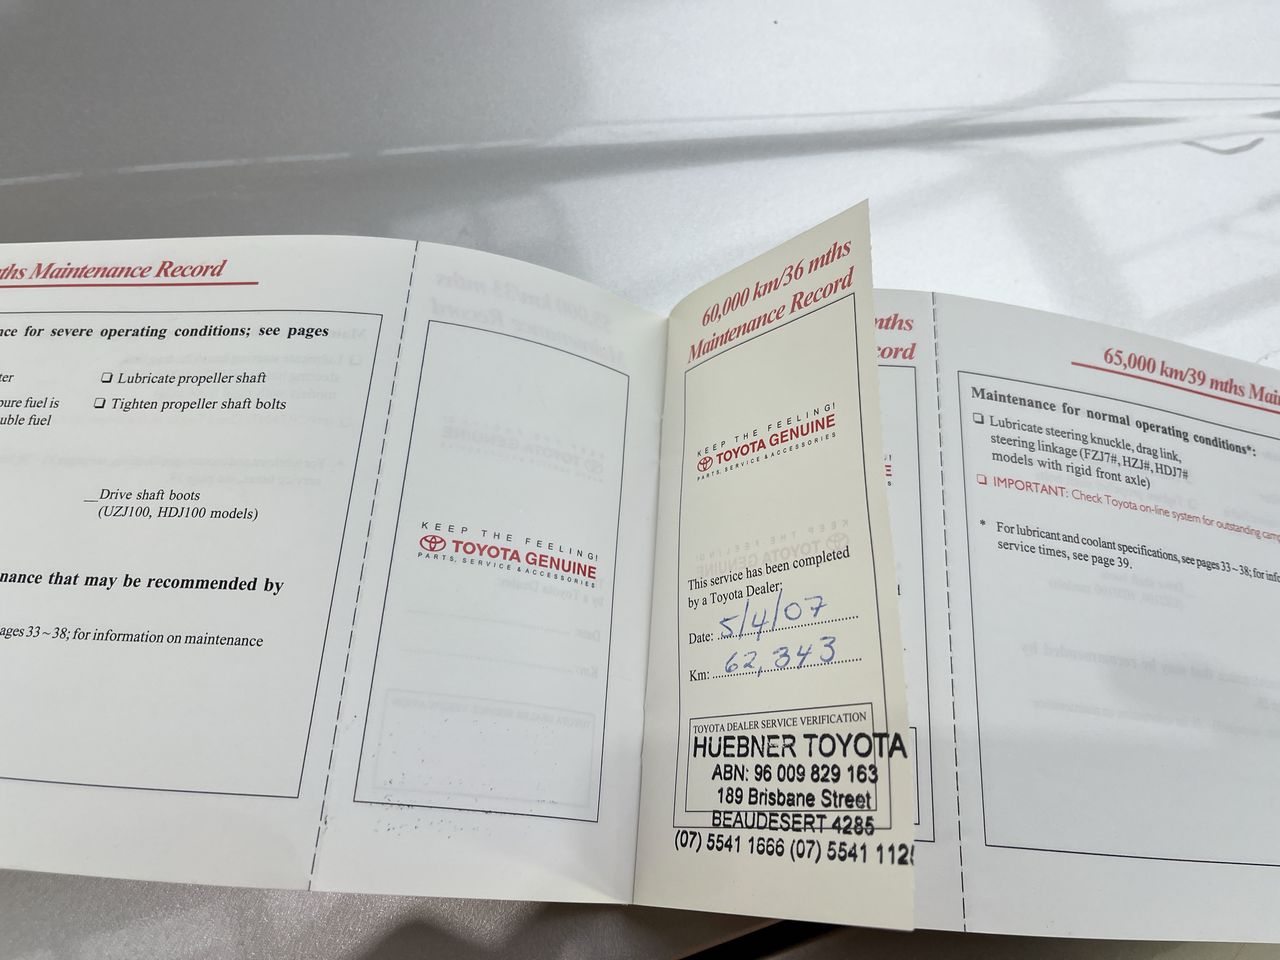 ths Maintenance Record
nce for severe operating conditions; see pages
ter
❏ Lubricate propeller shaft
pure fuel is
❏ Tighten propeller shaft bolts
uble fuel
Drive shaft boots
(UZJ100, HDJ100 models)
nance that may be recommended by
ages 33 ~ 38; for information on maintenance
KEEP THE FEELING!
TOYOTA GENUINE
PARTS, SERVICE & ACCESSORIES
60,000 km/36 mths
Maintenance Record
KEEP THE FEELING!
TOYOTA GENUINE
PARTS, SERVICE & ACCESSORIES
This service has been completed
by a Toyota Dealer:
Date: 5/4/07
Km: 62,343
TOYOTA DEALER SERVICE VERIFICATION
HUEBNER TOYOTA
ABN: 96 009 829 163
189 Brisbane Street
BEAUDESERT 4285
(07) 5541 1666 (07) 5541 112
mths
cord
65,000 km/39 mths Mai
Maintenance for normal operating conditions*:
❏ Lubricate steering knuckle, drag link,
steering linkage (FZJ7#, HZJ#, HDJ7#
models with rigid front axle)
❏ IMPORTANT: Check Toyota on-line system for outstanding camp
* For lubricant and coolant specifications, see pages 33 ~ 38; for info
service times, see page 39.